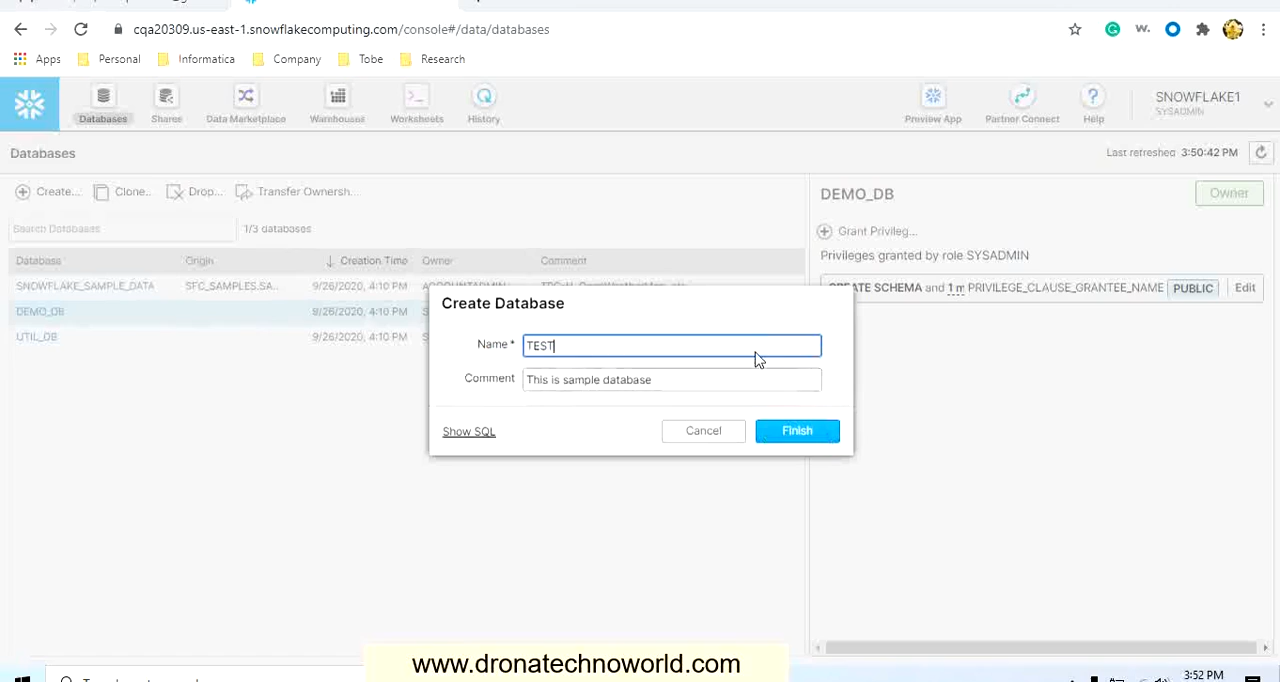 cqa20309.us-east-1.snowflakecomputing.com/console#/data/databases
Apps Personal Informatica Company Tobe Research
Databases Shares Data Marketplace Warehouses Worksheets History Preview App Partner Connect Help SNOWFLAKE1
SYSADMIN
Databases Last refreshed 3:50:42 PM
Create... Clone... Drop... Transfer Ownersh... DEMO_DB Owner
Search Databases 1/3 databases Grant Privileg...
Privileges granted by role SYSADMIN
Database Origin Creation Time Owner Comment
SNOWFLAKE_SAMPLE_DATA SFC_SAMPLES.SA... 9/26/2020, 4:10 PM
CREATE SCHEMA and 1 m PRIVILEGE_CLAUSE_GRANTEE_NAME PUBLIC Edit
DEMO_DB 9/26/2020, 4:10 PM
UTIL_DB 9/26/2020, 4:10 PM
Create Database
Name * TEST
Comment This is sample database
Show SQL Cancel Finish
www.dronatechnoworld.com
3:52 PM